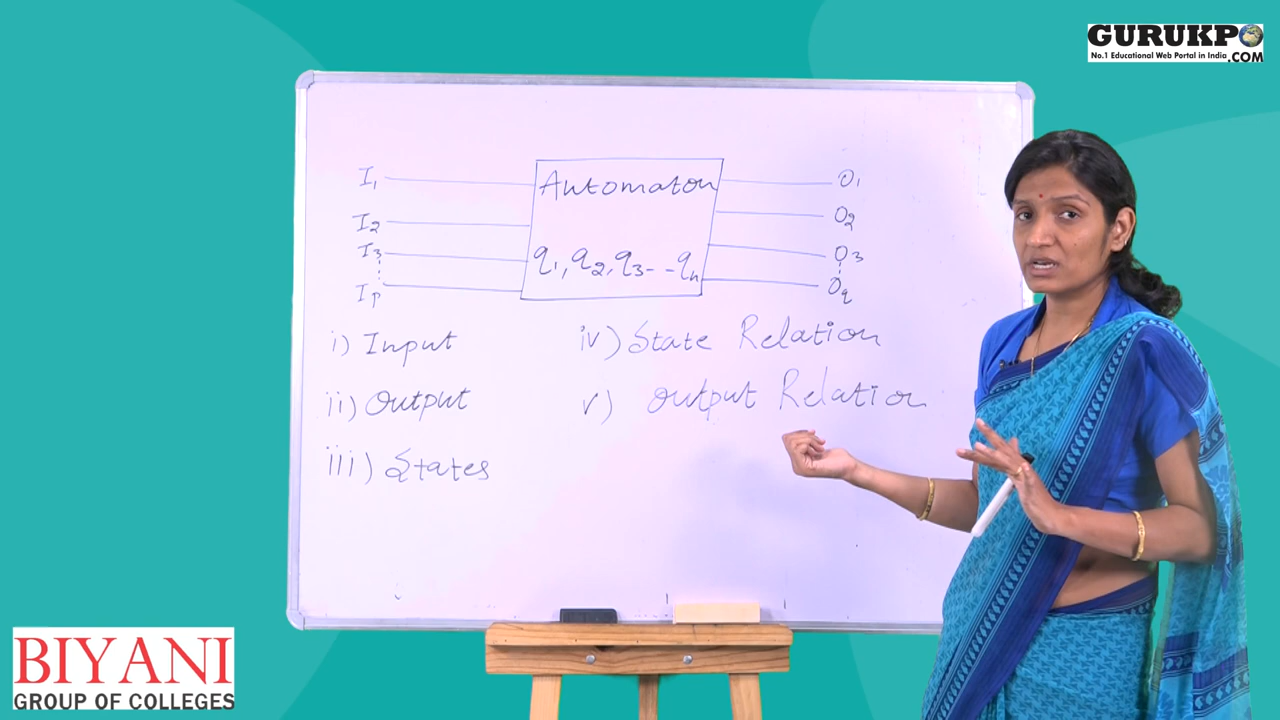 GURUKPO
No.1 Educational Web Portal in India .COM
I1 Automaton O1
I2 O2
I3 q1, q2, q3 - - qn O3
Ip Oq
i) Input
ii) Output
iii) States
iv) State Relation
v) Output Relation
BIYANI
GROUP OF COLLEGES